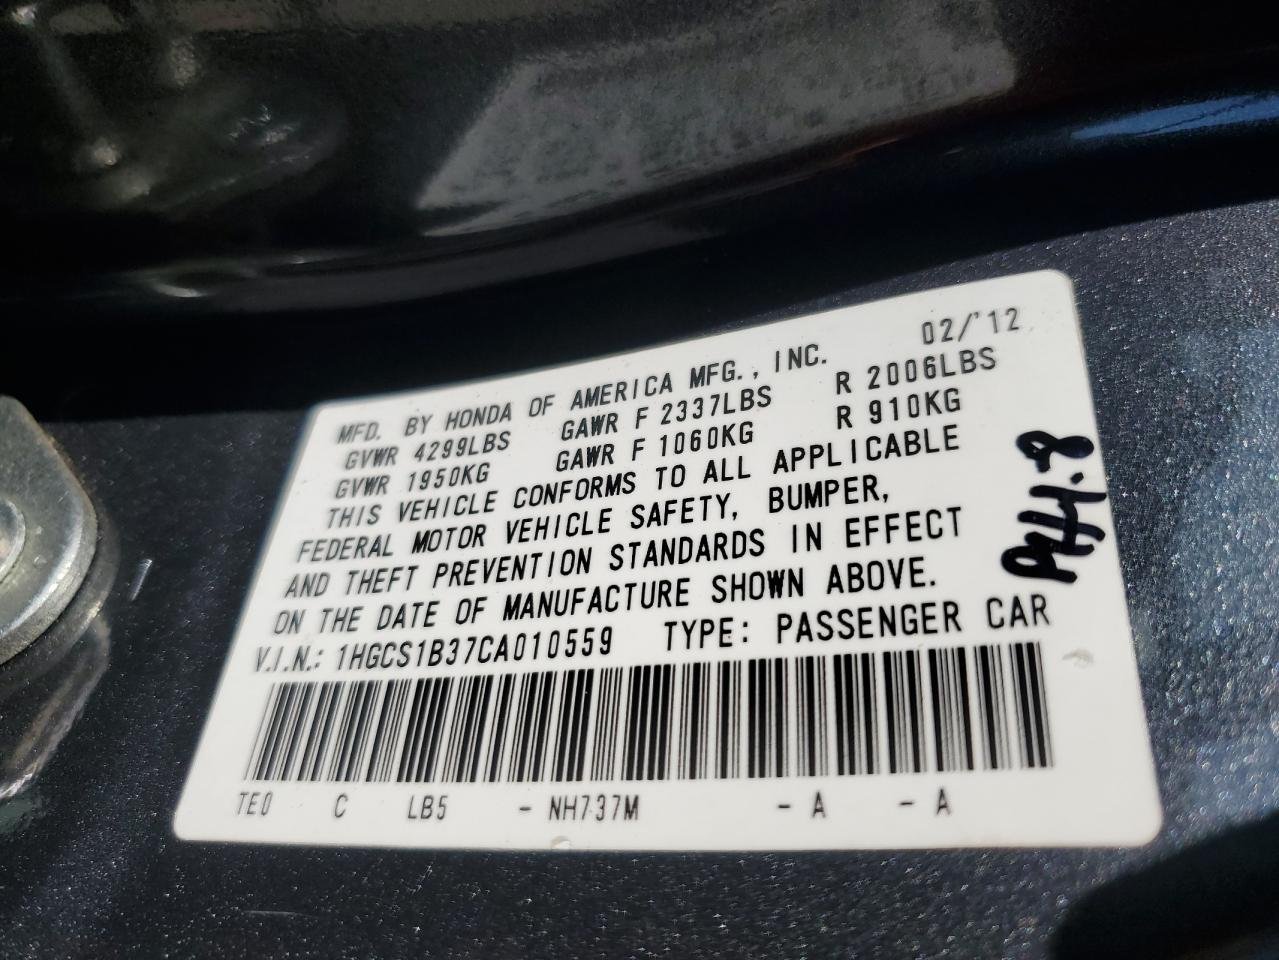 02/'12
MFD. BY HONDA OF AMERICA MFG., INC.
GVWR 4299LBS GAWR F 2337LBS R 2006LBS
GVWR 1950KG GAWR F 1060KG R 910KG
THIS VEHICLE CONFORMS TO ALL APPLICABLE
FEDERAL MOTOR VEHICLE SAFETY, BUMPER,
AND THEFT PREVENTION STANDARDS IN EFFECT
ON THE DATE OF MANUFACTURE SHOWN ABOVE.
V.I.N.: 1HGCS1B37CA010559 TYPE: PASSENGER CAR
TE0 C LB5 - NH737M - A - A